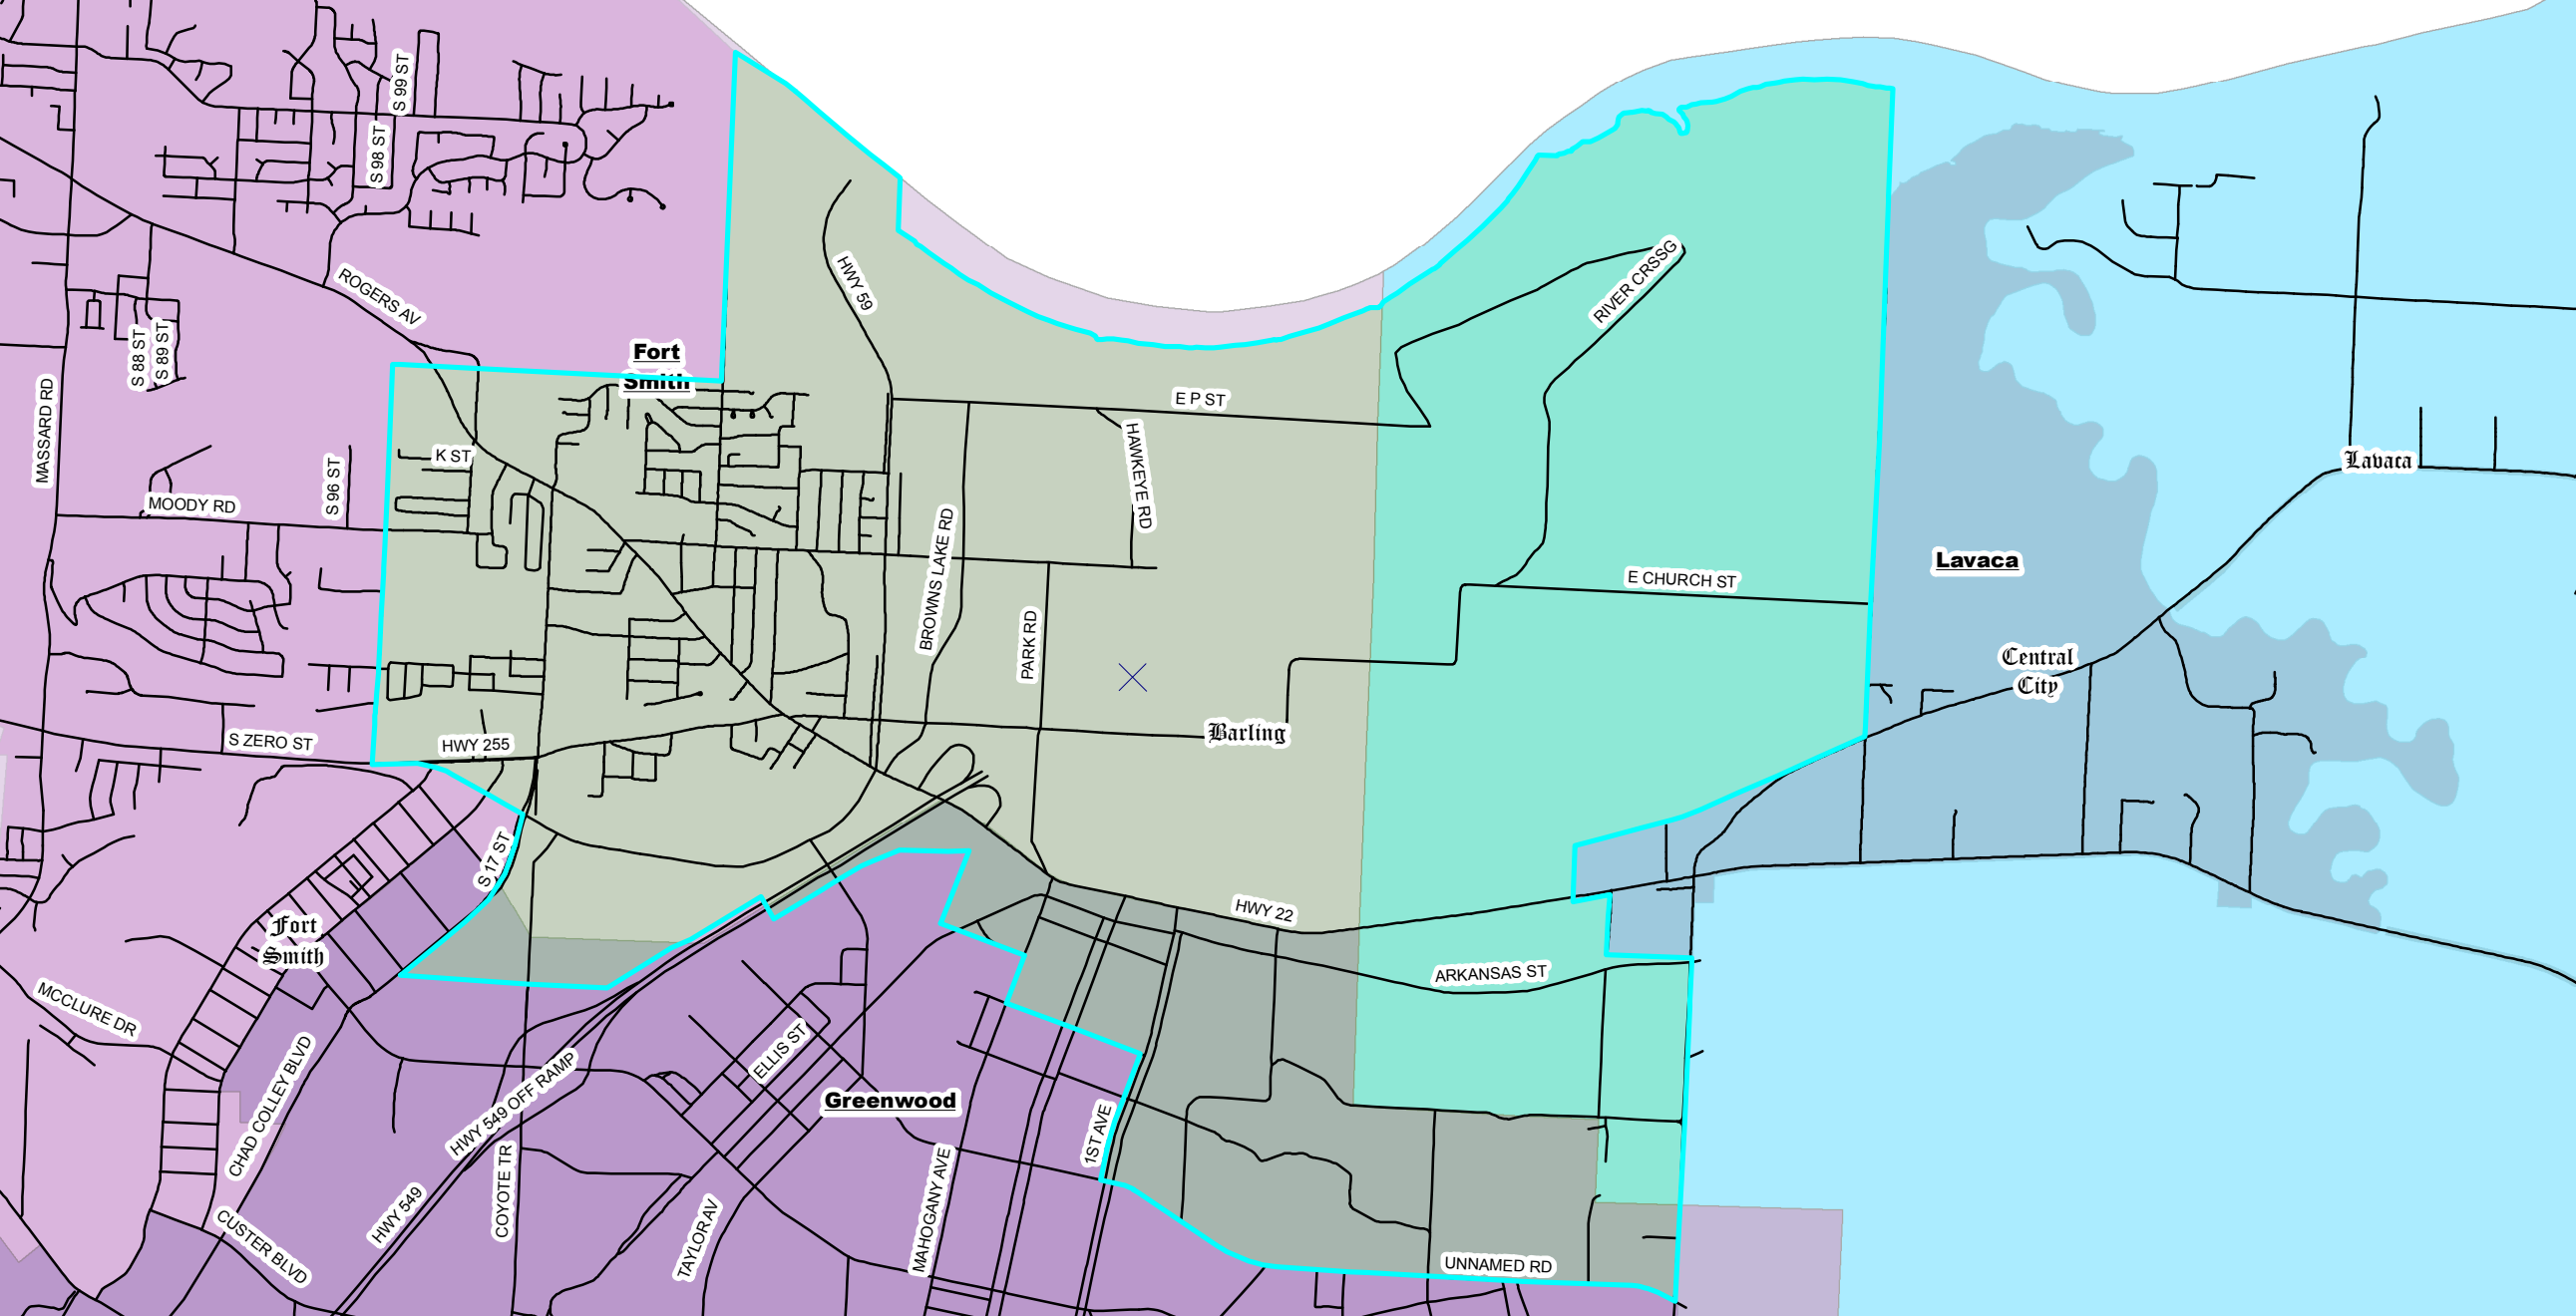 S 99 ST
S 98 ST
ROGERS AV
HWY 59
RIVER CRSSG
S 88 ST
S 89 ST
Fort
Smith
E P ST
MASSARD RD
K ST
HAWKEYE RD
Lavaca
S 96 ST
MOODY RD
BROWNS LAKE RD
Lavaca
E CHURCH ST
PARK RD
Central
City
Barling
S ZERO ST
HWY 255
S 17 ST
HWY 22
Fort
Smith
ARKANSAS ST
MCCLURE DR
ELLIS ST
CHAD COLLEY BLVD
HWY 549 OFF RAMP
Greenwood
1ST AVE
COYOTE TR
MAHOGANY AVE
HWY 549
TAYLOR AV
CUSTER BLVD
UNNAMED RD